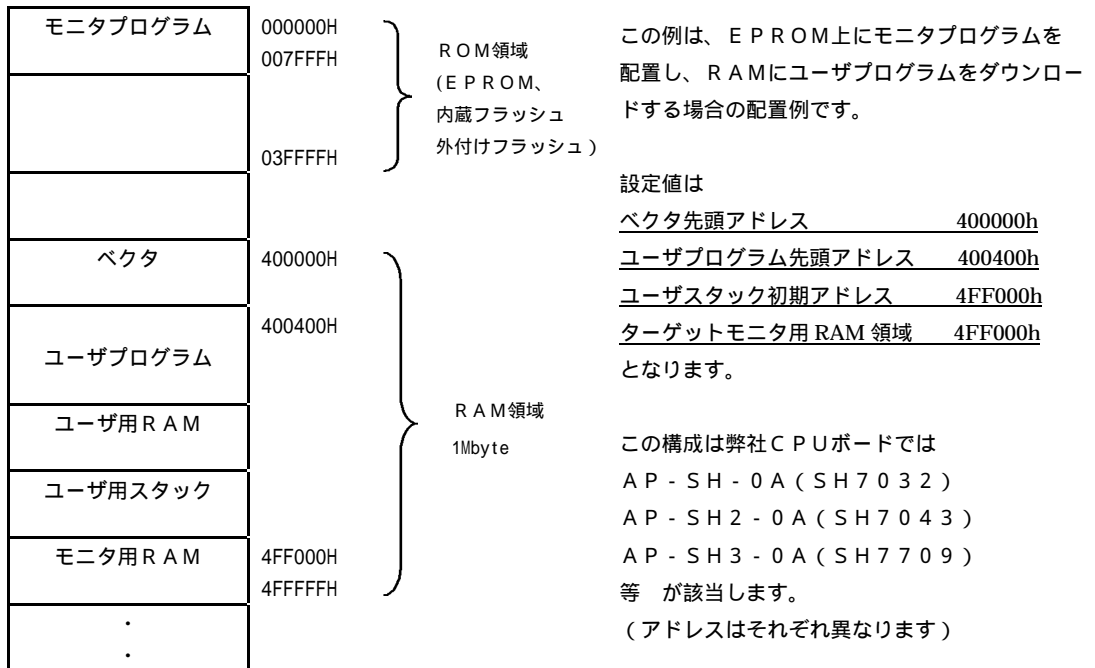 モニタプログラム
000000H
007FFFH
03FFFFH
ROM領域
(EPROM、
内蔵フラッシュ
外付けフラッシュ)
ベクタ
400000H
400400H
ユーザプログラム
ユーザ用RAM
ユーザ用スタック
モニタ用RAM
4FF000H
4FFFFFH
・
・
RAM領域
1Mbyte
この例は、EPROM上にモニタプログラムを
配置し、RAMにユーザプログラムをダウンロー
ドする場合の配置例です。
設定値は
ベクタ先頭アドレス 400000h
ユーザプログラム先頭アドレス 400400h
ユーザスタック初期アドレス 4FF000h
ターゲットモニタ用 RAM 領域 4FF000h
となります。
この構成は弊社CPUボードでは
AP-SH-0A(SH7032)
AP-SH2-0A(SH7043)
AP-SH3-0A(SH7709)
等 が該当します。
(アドレスはそれぞれ異なります)